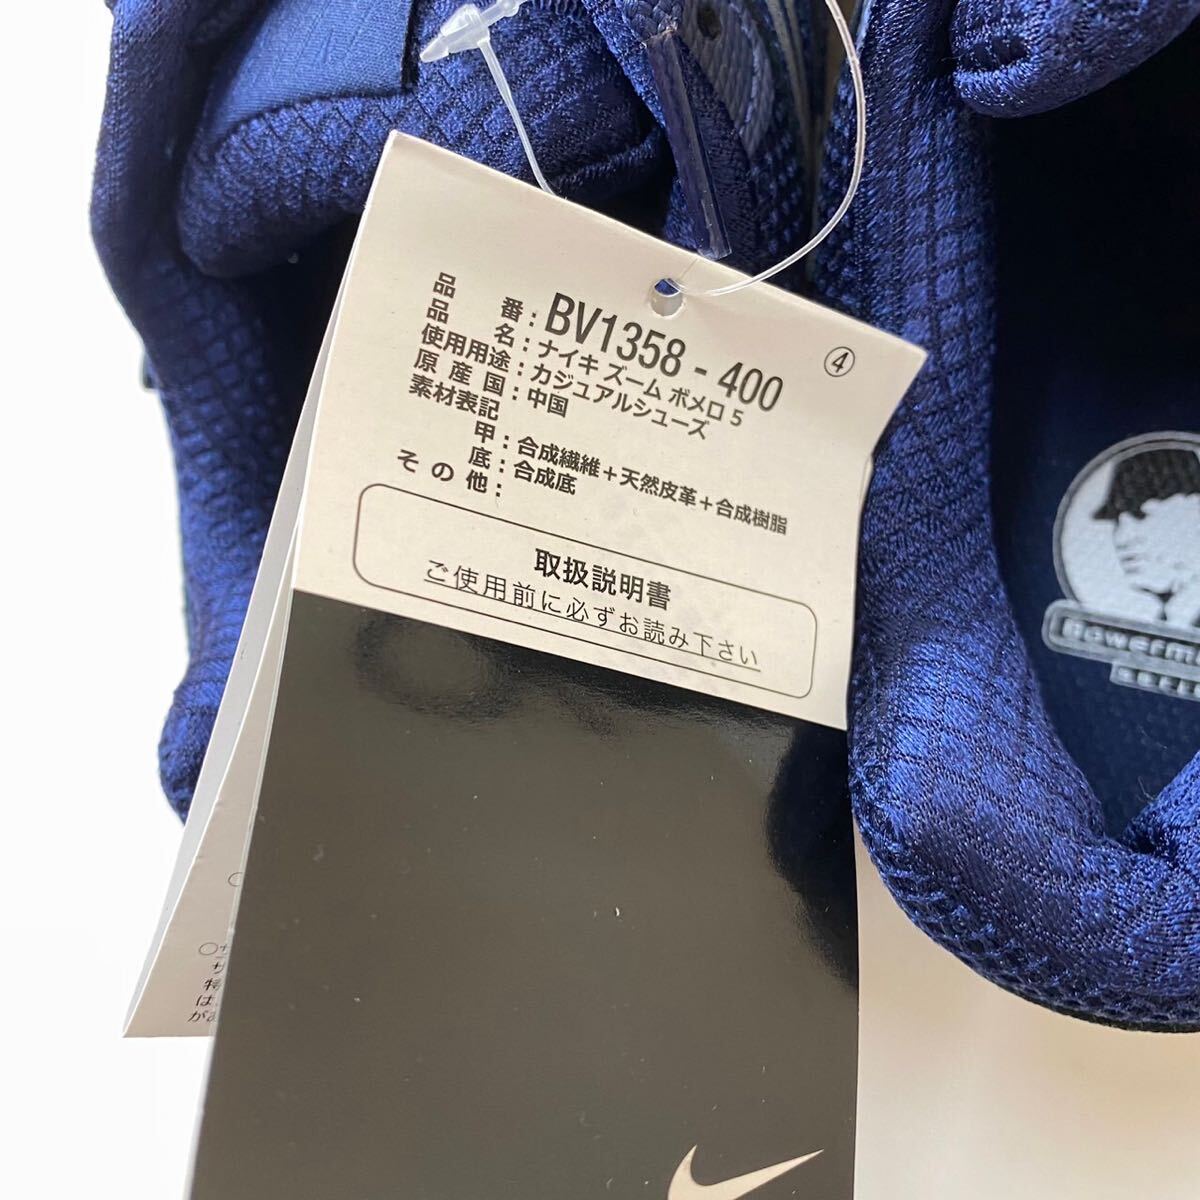 品番：BV1358-400
④
品名：ナイキ ズーム ボメロ 5
使用用途：カジュアルシューズ
原産国：中国
素材表記
甲：合成繊維＋天然皮革＋合成樹脂
底：合成底
その他：
取扱説明書
ご使用前に必ずお読み下さい